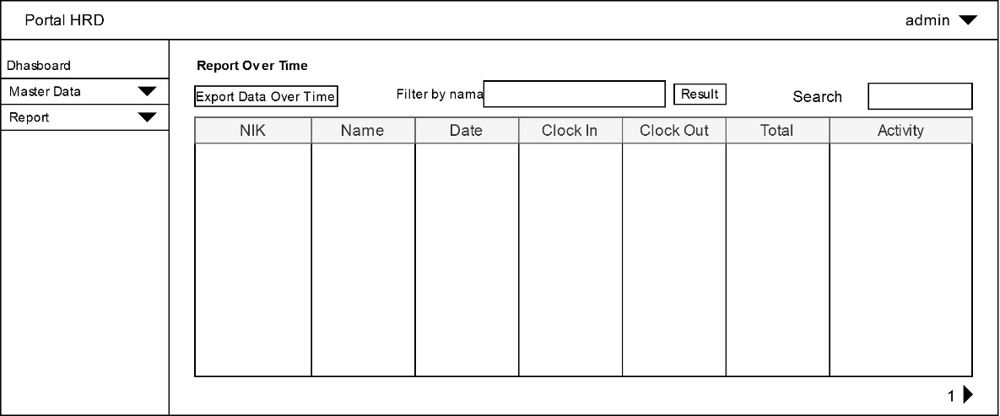 Portal HRD
admin
Dhasboard
Master Data
Report
Report Over Time
Export Data Over Time
Filter by nama
Result
Search
NIK Name Date Clock In Clock Out Total Activity
1